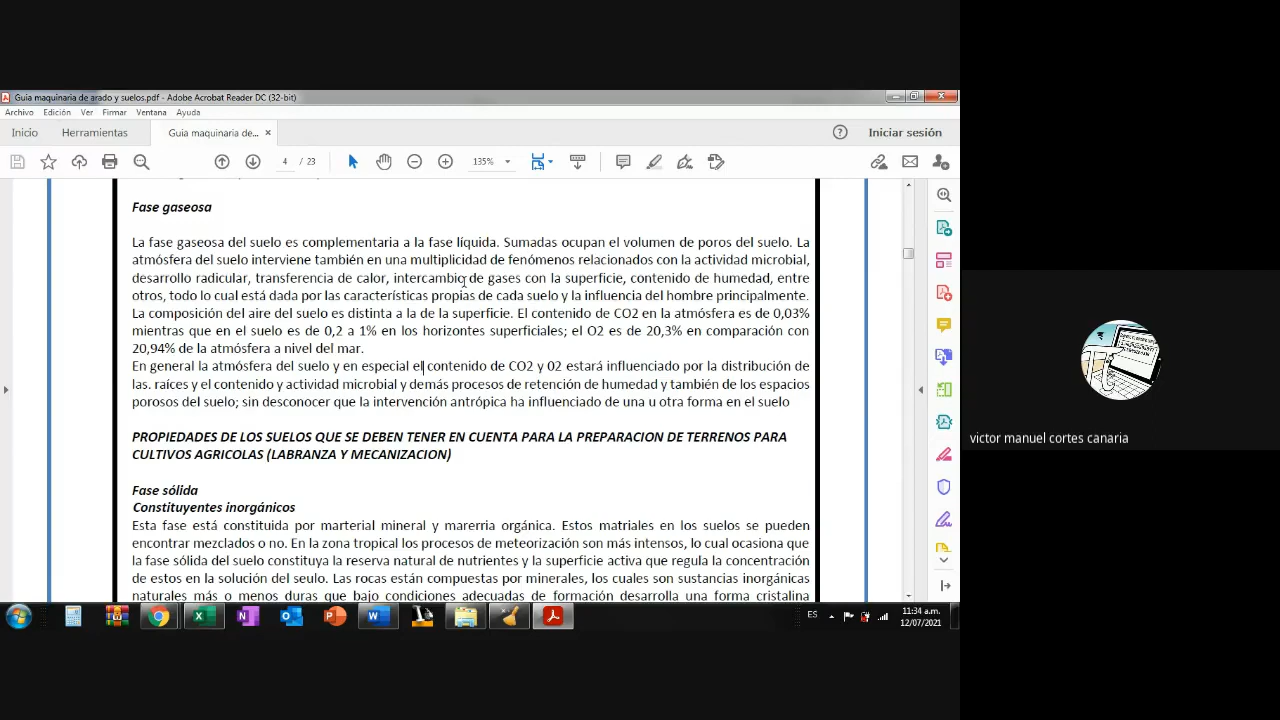 Guia maquinaria de arado y suelos.pdf - Adobe Acrobat Reader DC (32-bit)
Archivo Edición Ver Firmar Ventana Ayuda
Inicio Herramientas Guia maquinaria de... × Iniciar sesión
4 / 23 135%
Fase gaseosa
La fase gaseosa del suelo es complementaria a la fase líquida. Sumadas ocupan el volumen de poros del suelo. La
atmósfera del suelo interviene también en una multiplicidad de fenómenos relacionados con la actividad microbial,
desarrollo radicular, transferencia de calor, intercambio de gases con la superficie, contenido de humedad, entre
otros, todo lo cual está dada por las características propias de cada suelo y la influencia del hombre principalmente.
La composición del aire del suelo es distinta a la de la superficie. El contenido de CO2 en la atmósfera es de 0,03%
mientras que en el suelo es de 0,2 a 1% en los horizontes superficiales; el O2 es de 20,3% en comparación con
20,94% de la atmósfera a nivel del mar.
En general la atmósfera del suelo y en especial el contenido de CO2 y 02 estará influenciado por la distribución de
las. raíces y el contenido y actividad microbial y demás procesos de retención de humedad y también de los espacios
porosos del suelo; sin desconocer que la intervención antrópica ha influenciado de una u otra forma en el suelo
PROPIEDADES DE LOS SUELOS QUE SE DEBEN TENER EN CUENTA PARA LA PREPARACION DE TERRENOS PARA
CULTIVOS AGRICOLAS (LABRANZA Y MECANIZACION)
Fase sólida
Constituyentes inorgánicos
Esta fase está constituida por marterial mineral y marerria orgánica. Estos matriales en los suelos se pueden
encontrar mezclados o no. En la zona tropical los procesos de meteorización son más intensos, lo cual ocasiona que
la fase sólida del suelo constituya la reserva natural de nutrientes y la superficie activa que regula la concentración
de estos en la solución del seulo. Las rocas están compuestas por minerales, los cuales son sustancias inorgánicas
naturales más o menos duras que bajo condiciones adecuadas de formación desarrolla una forma cristalina
ES 11:34 a.m.
12/07/2021
victor manuel cortes canaria